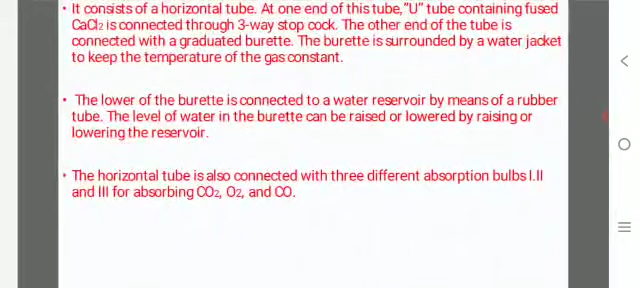 • It consists of a horizontal tube. At one end of this tube,"U" tube containing fused
CaCl2 is connected through 3-way stop cock. The other end of the tube is
connected with a graduated burette. The burette is surrounded by a water jacket
to keep the temperature of the gas constant.
• The lower of the burette is connected to a water reservoir by means of a rubber
tube. The level of water in the burette can be raised or lowered by raising or
lowering the reservoir.
• The horizontal tube is also connected with three different absorption bulbs I.II
and III for absorbing CO2, O2, and CO.